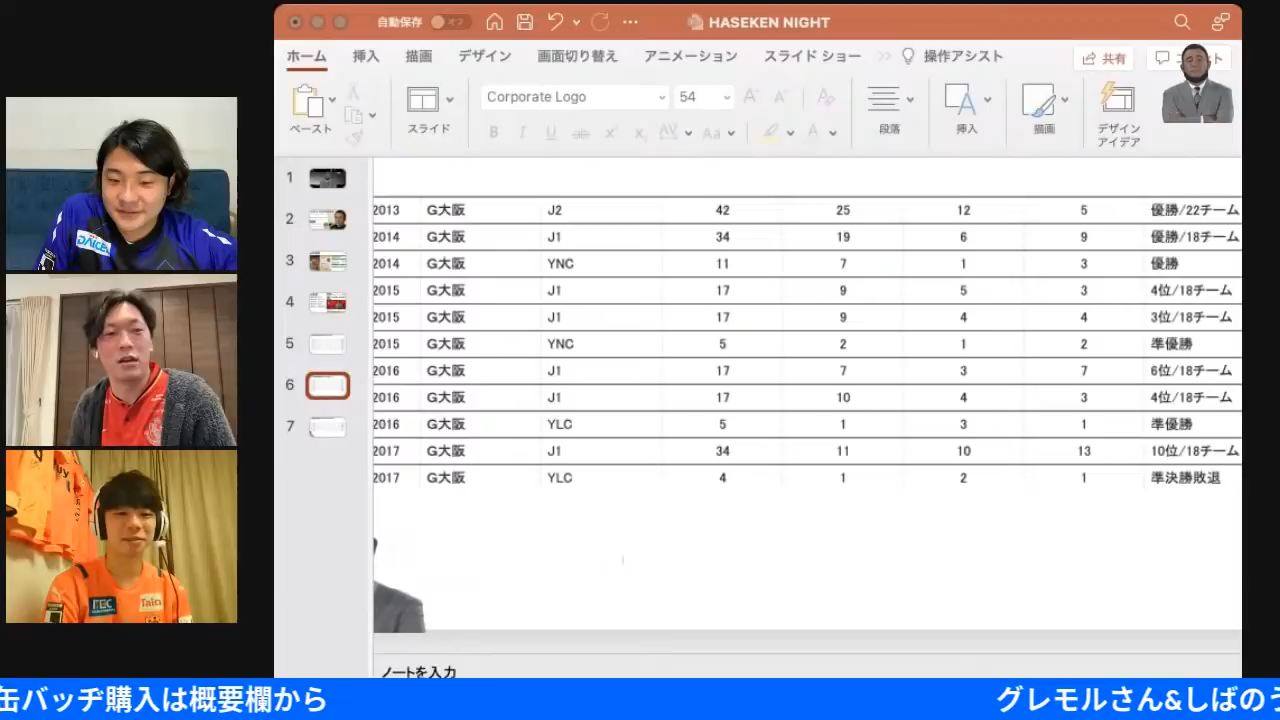 自動保存 オフ HASEKEN NIGHT
ホーム 挿入 描画 デザイン 画面切り替え アニメーション スライド ショー 操作アシスト 共有
ペースト スライド Corporate Logo 54 段落 挿入 描画 デザイン アイデア
B I U ab X X AV Aa A
1
2
3
4
5
6
7
2013 G大阪 J2 42 25 12 5 優勝/22チーム
2014 G大阪 J1 34 19 6 9 優勝/18チーム
2014 G大阪 YNC 11 7 1 3 優勝
2015 G大阪 J1 17 9 5 3 4位/18チーム
2015 G大阪 J1 17 9 4 4 3位/18チーム
2015 G大阪 YNC 5 2 1 2 準優勝
2016 G大阪 J1 17 7 3 7 6位/18チーム
2016 G大阪 J1 17 10 4 3 4位/18チーム
2016 G大阪 YLC 5 1 3 1 準優勝
2017 G大阪 J1 34 11 10 13 10位/18チーム
2017 G大阪 YLC 4 1 2 1 準決勝敗退
ノートを入力
DAICEL
ITEC Taica
缶バッヂ購入は概要欄から グレモルさん&しばのう